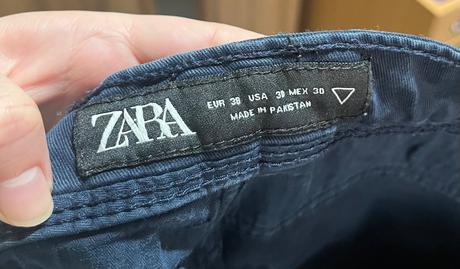 ZARA
EUR 38 USA 30 MEX 30
MADE IN PAKISTAN